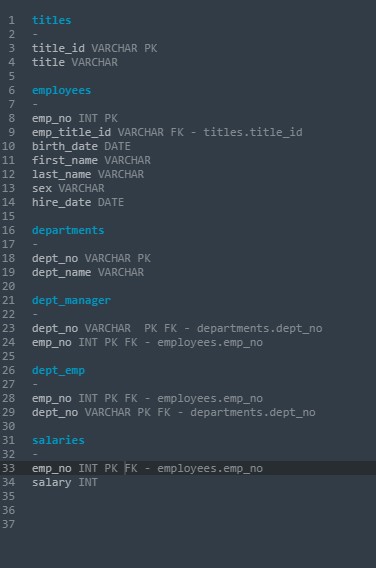 1 titles
2 -
3 title_id VARCHAR PK
4 title VARCHAR
5
6 employees
7 -
8 emp_no INT PK
9 emp_title_id VARCHAR FK - titles.title_id
10 birth_date DATE
11 first_name VARCHAR
12 last_name VARCHAR
13 sex VARCHAR
14 hire_date DATE
15
16 departments
17 -
18 dept_no VARCHAR PK
19 dept_name VARCHAR
20
21 dept_manager
22 -
23 dept_no VARCHAR  PK FK - departments.dept_no
24 emp_no INT PK FK - employees.emp_no
25
26 dept_emp
27 -
28 emp_no INT PK FK - employees.emp_no
29 dept_no VARCHAR PK FK - departments.dept_no
30
31 salaries
32 -
33 emp_no INT PK FK - employees.emp_no
34 salary INT
35
36
37